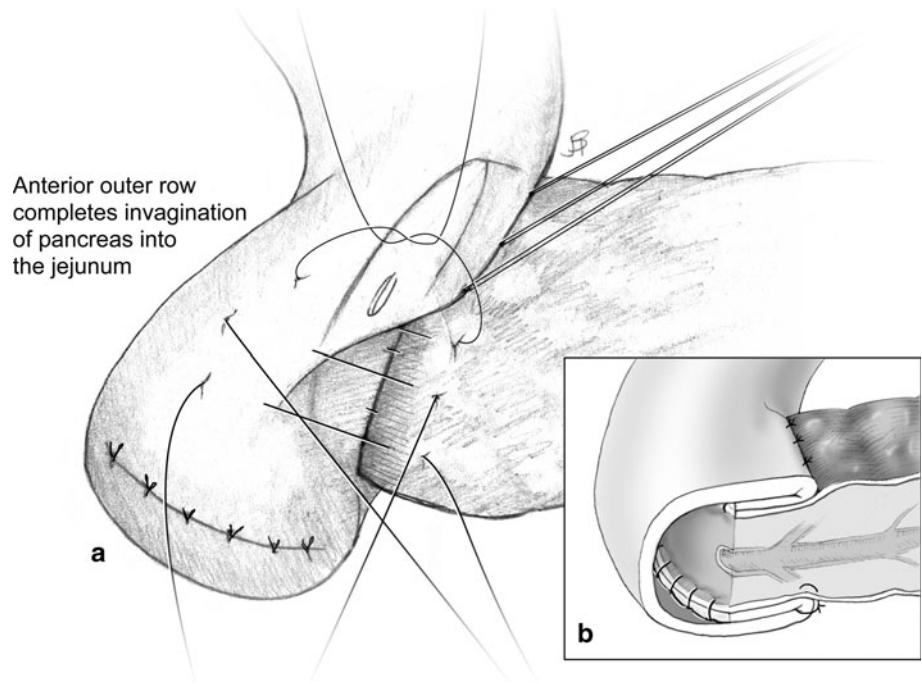 Anterior outer row
completes invagination
of pancreas into
the jejunum
a
b